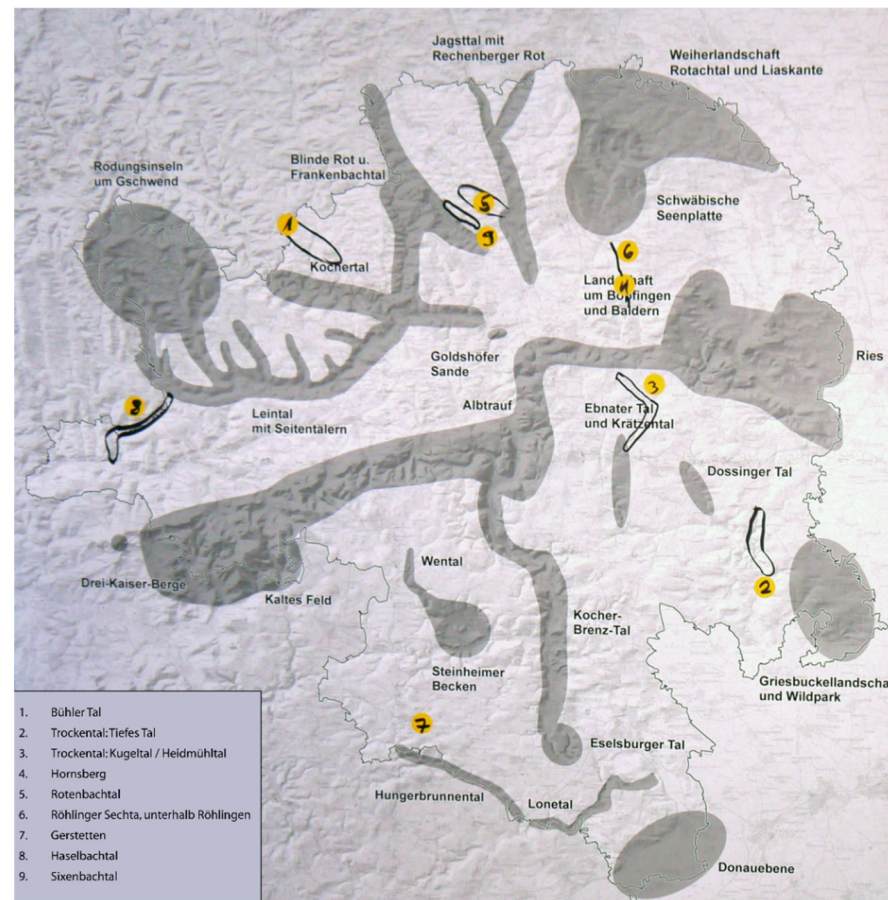 Jagsttal mit
Rechenberger Rot
Weiherlandschaft
Rotachtal und Liaskante
Rodungsinseln
um Gschwend
Blinde Rot u.
Frankenbachtal
Schwäbische
Seenplatte
1
5
9
6
Kochertal
um Bopfingen
und Baldern
Goldshöfer
Sande
Ries
3
8
Albtrauf
Ebnater Tal
und Krätzental
Leintal
mit Seitentälern
Dossinger Tal
Wental
Drei-Kaiser-Berge
Kaltes Feld
2
Kocher-
Brenz-Tal
Steinheimer
Becken
Griesbuckellandscha
und Wildpark
7
Eselsburger Tal
Hungerbrunnental
Lonetal
Donauebene
1. Bühler Tal
2. Trockental: Tiefes Tal
3. Trockental: Kugeltal / Heidmühltal
4. Hornsberg
5. Rotenbachtal
6. Röhlinger Sechta, unterhalb Röhlingen
7. Gerstetten
8. Haselbachtal
9. Sixenbachtal